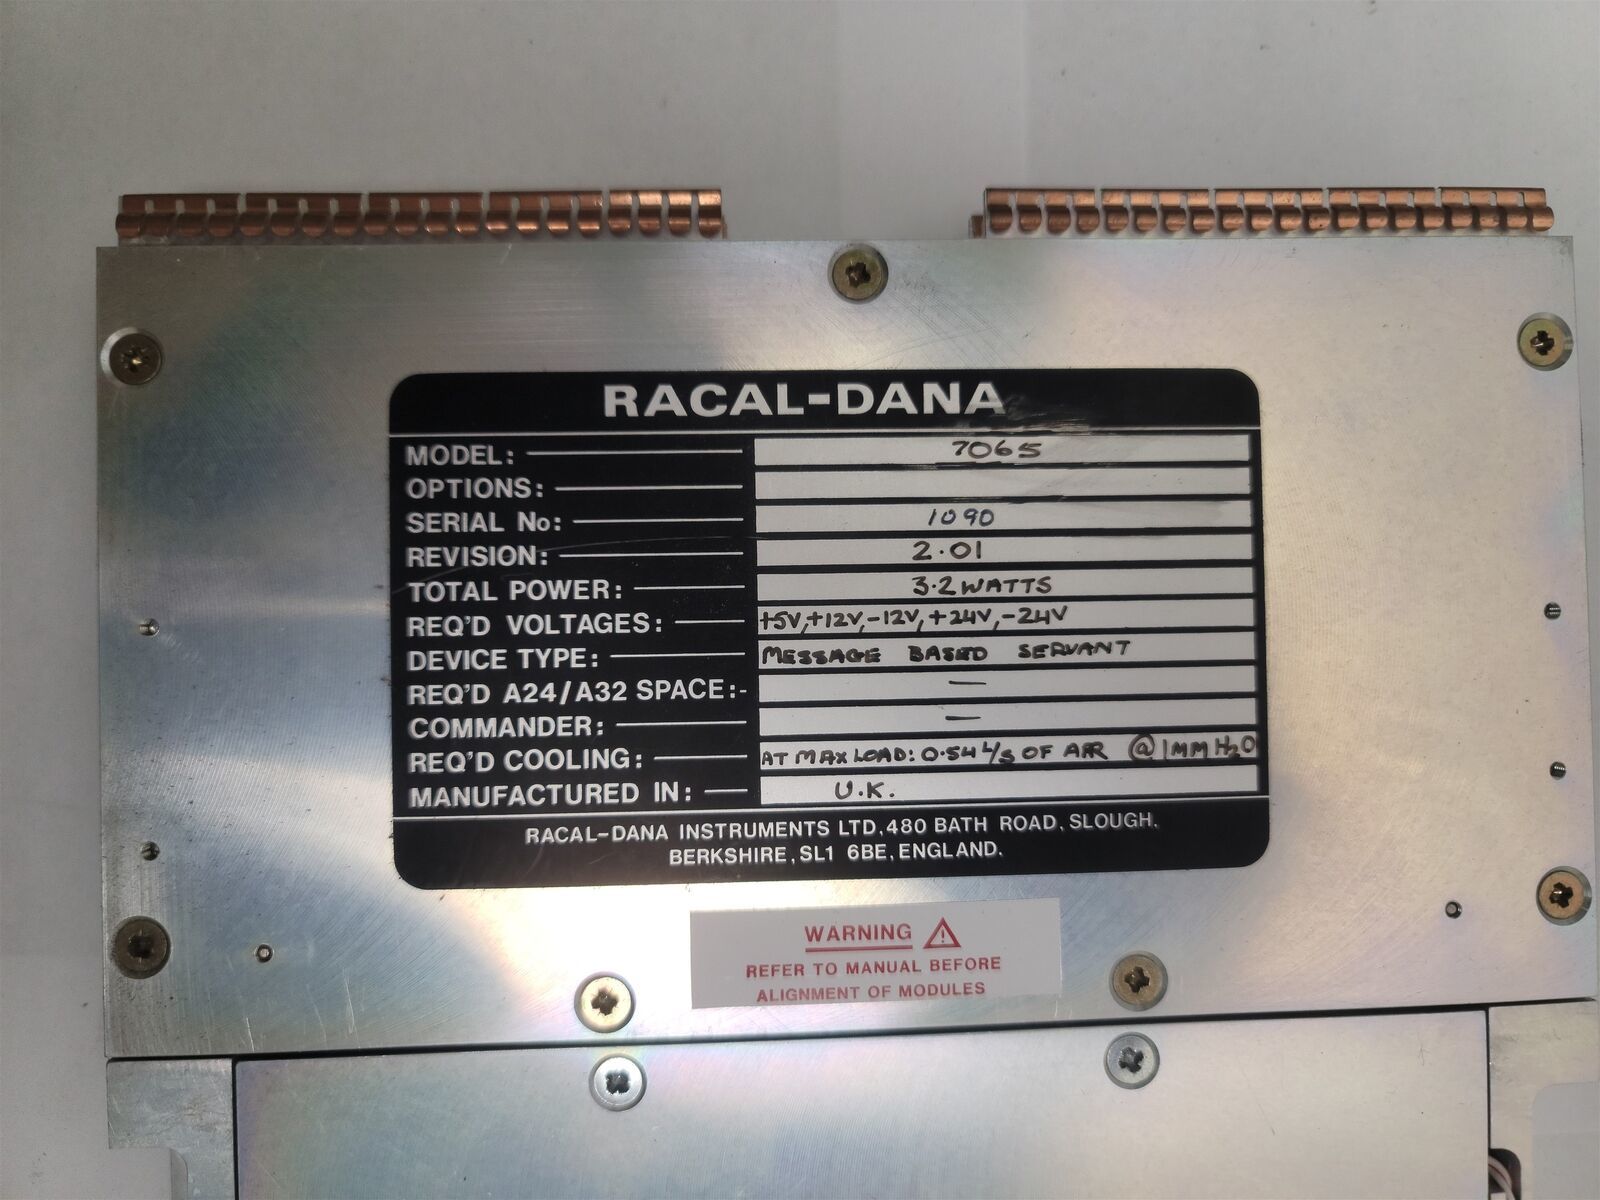 RACAL-DANA
MODEL: 7065
OPTIONS:
SERIAL No: 1090
REVISION: 2.01
TOTAL POWER: 3.2 WATTS
REQ'D VOLTAGES: +5V,+12V,-12V,+24V,-24V
DEVICE TYPE: MESSAGE BASED SERVANT
REQ'D A24/A32 SPACE:- —
COMMANDER: —
REQ'D COOLING: AT MAX LOAD: 0.54 L/S OF AIR @ 1MM H2O
MANUFACTURED IN: U.K.
RACAL-DANA INSTRUMENTS LTD, 480 BATH ROAD, SLOUGH,
BERKSHIRE, SL1 6BE, ENGLAND.
WARNING
REFER TO MANUAL BEFORE
ALIGNMENT OF MODULES